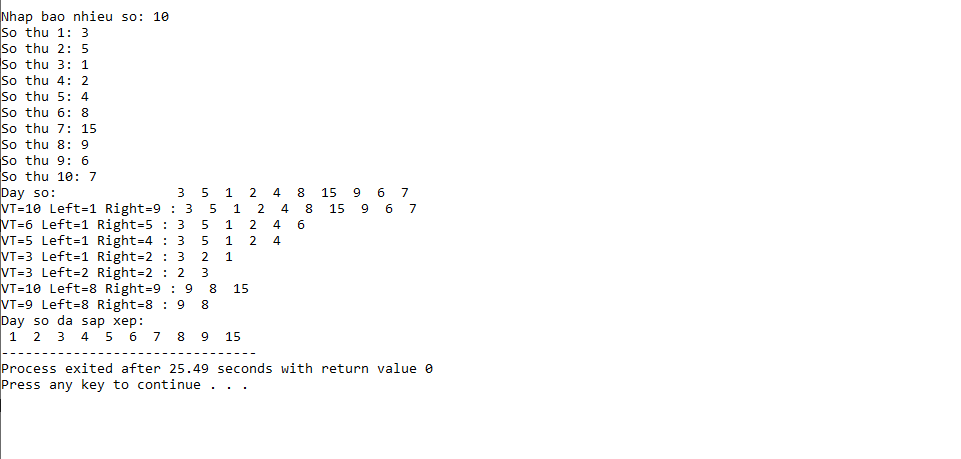 Nhap bao nhieu so: 10
So thu 1: 3
So thu 2: 5
So thu 3: 1
So thu 4: 2
So thu 5: 4
So thu 6: 8
So thu 7: 15
So thu 8: 9
So thu 9: 6
So thu 10: 7
Day so:               3  5  1  2  4  8  15  9  6  7
VT=10 Left=1 Right=9 : 3  5  1  2  4  8  15  9  6  7
VT=6 Left=1 Right=5 : 3  5  1  2  4  6
VT=5 Left=1 Right=4 : 3  5  1  2  4
VT=3 Left=1 Right=2 : 3  2  1
VT=3 Left=2 Right=2 : 2  3
VT=10 Left=8 Right=9 : 9  8  15
VT=9 Left=8 Right=8 : 9  8
Day so da sap xep:
 1  2  3  4  5  6  7  8  9  15
--------------------------------
Process exited after 25.49 seconds with return value 0
Press any key to continue . . .